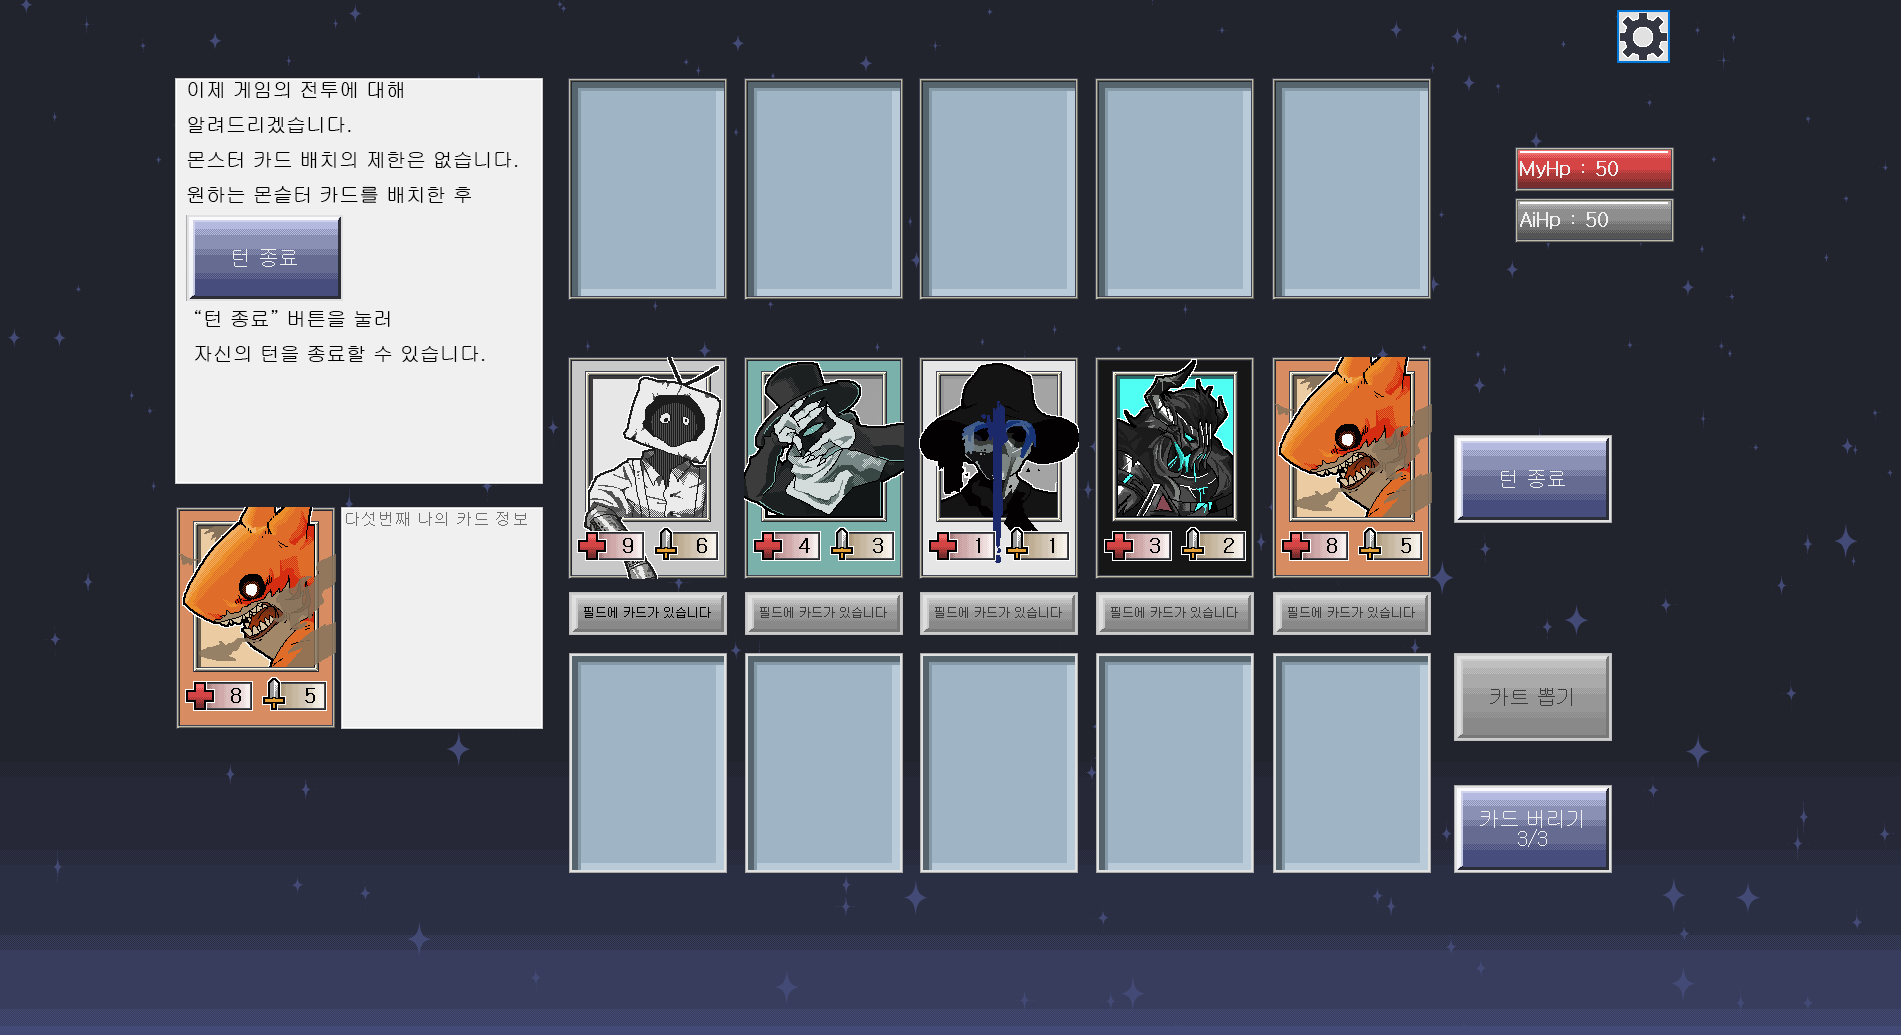 이제 게임의 전투에 대해
알려드리겠습니다.
몬스터 카드 배치의 제한은 없습니다.
원하는 몬슽터 카드를 배치한 후
턴 종료
“턴 종료” 버튼을 눌러
자신의 턴을 종료할 수 있습니다.
MyHp : 50
AiHp : 50
9 6
4 3
1 1
3 2
8 5
턴 종료
다섯번째 나의 카드 정보
8 5
필드에 카드가 있습니다
필드에 카드가 있습니다
필드에 카드가 있습니다
필드에 카드가 있습니다
필드에 카드가 있습니다
카트 뽑기
카드 버리기
3/3